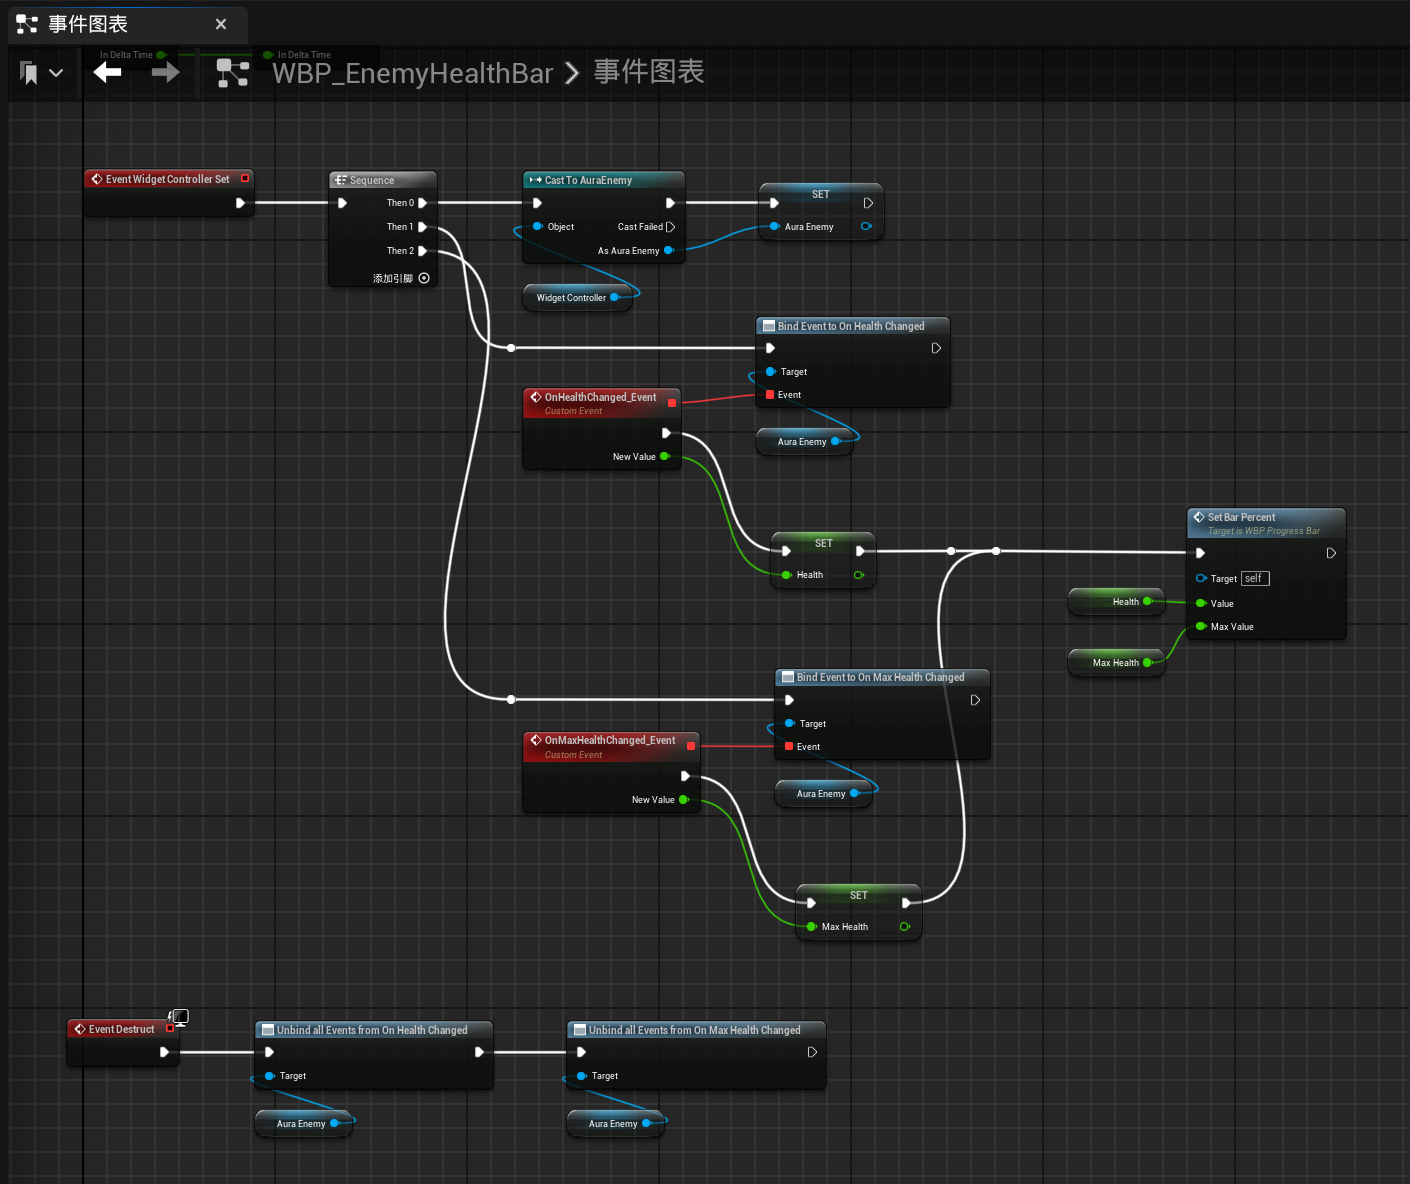 事件图表
In Delta Time
In Delta Time
WBP_EnemyHealthBar
事件图表
Event Widget Controller Set
Sequence
Then 0
Then 1
Then 2
添加引脚
Cast To AuraEnemy
Object
Cast Failed
As Aura Enemy
SET
Aura Enemy
Widget Controller
Bind Event to On Health Changed
Target
Event
Aura Enemy
OnHealthChanged_Event
Custom Event
New Value
SET
Health
Set Bar Percent
Target is WBP Progress Bar
Target
self
Value
Max Value
Health
Max Health
Bind Event to On Max Health Changed
Target
Event
Aura Enemy
OnMaxHealthChanged_Event
Custom Event
New Value
SET
Max Health
Event Destruct
Unbind all Events from On Health Changed
Target
Aura Enemy
Unbind all Events from On Max Health Changed
Target
Aura Enemy